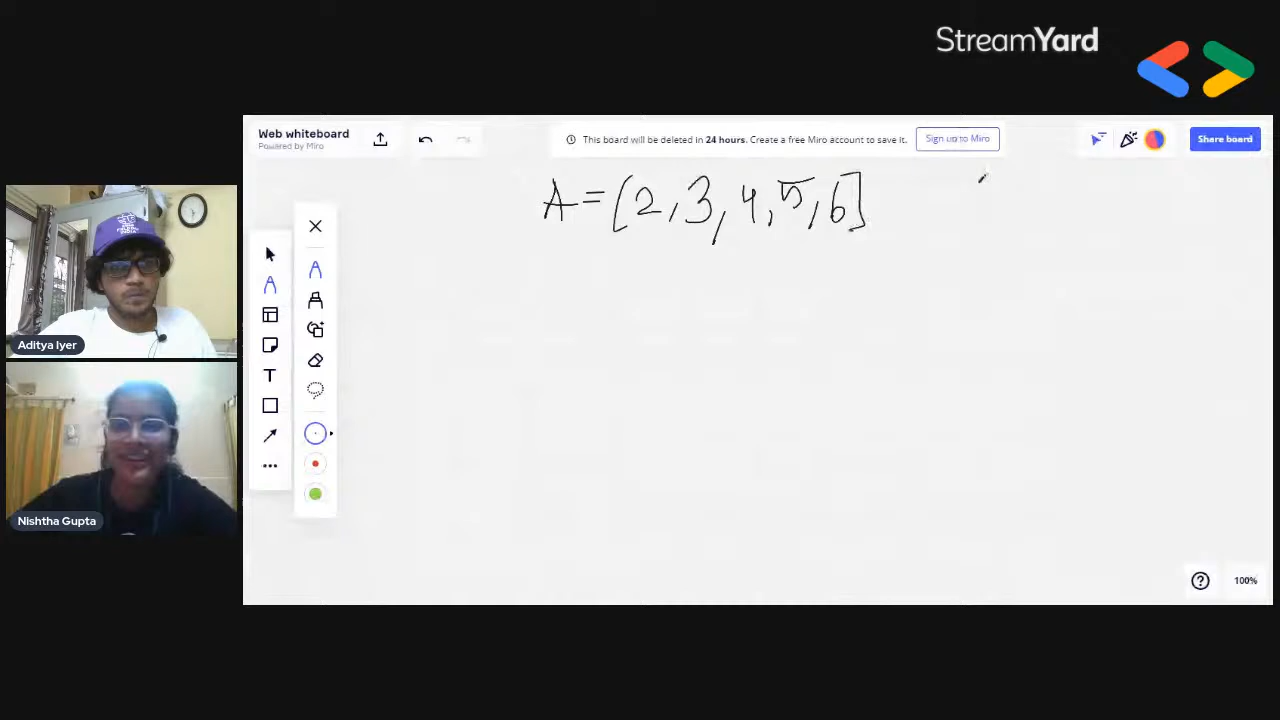 StreamYard
Web whiteboard
Powered by Miro
This board will be deleted in 24 hours. Create a free Miro account to save it.
Sign up to Miro
Share board
A = [2, 3, 4, 5, 6]
T
Aditya Iyer
Nishtha Gupta
100%